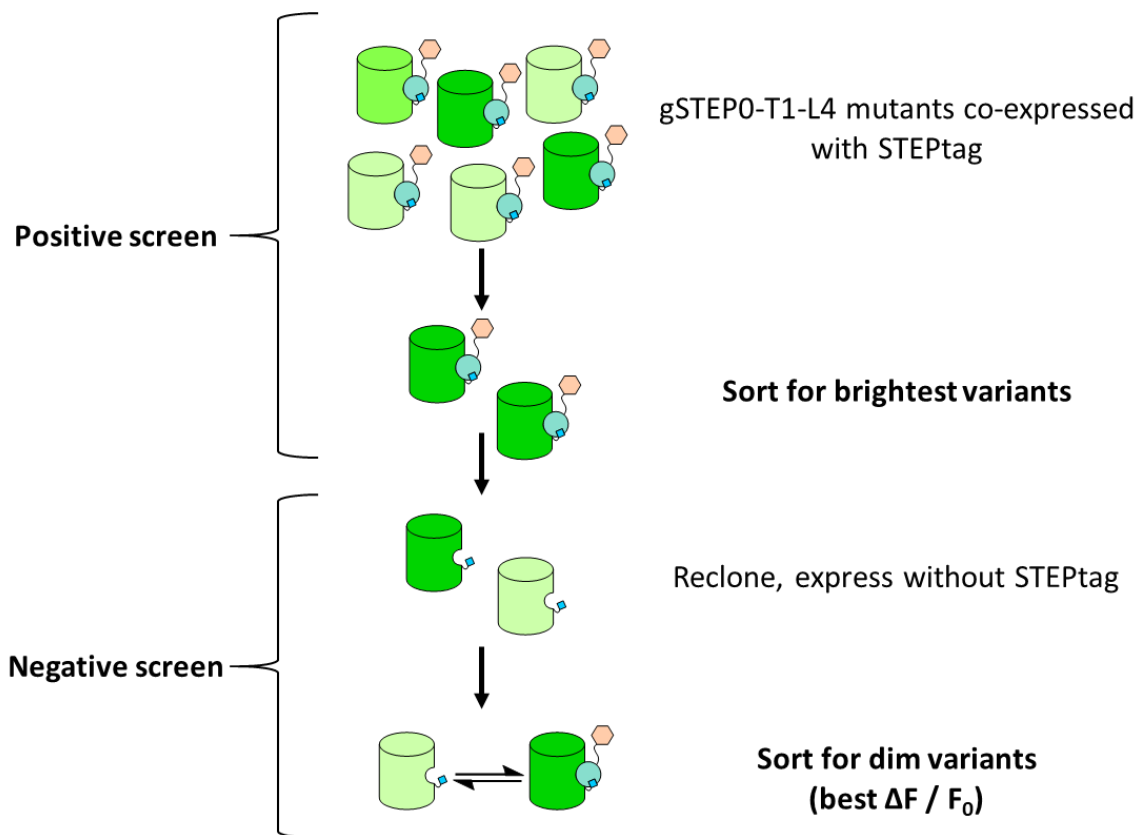 gSTEP0-T1-L4 mutants co-expressed
with STEPtag
Positive screen
Sort for brightest variants
Reclone, express without STEPtag
Negative screen
Sort for dim variants
(best ΔF / F₀)